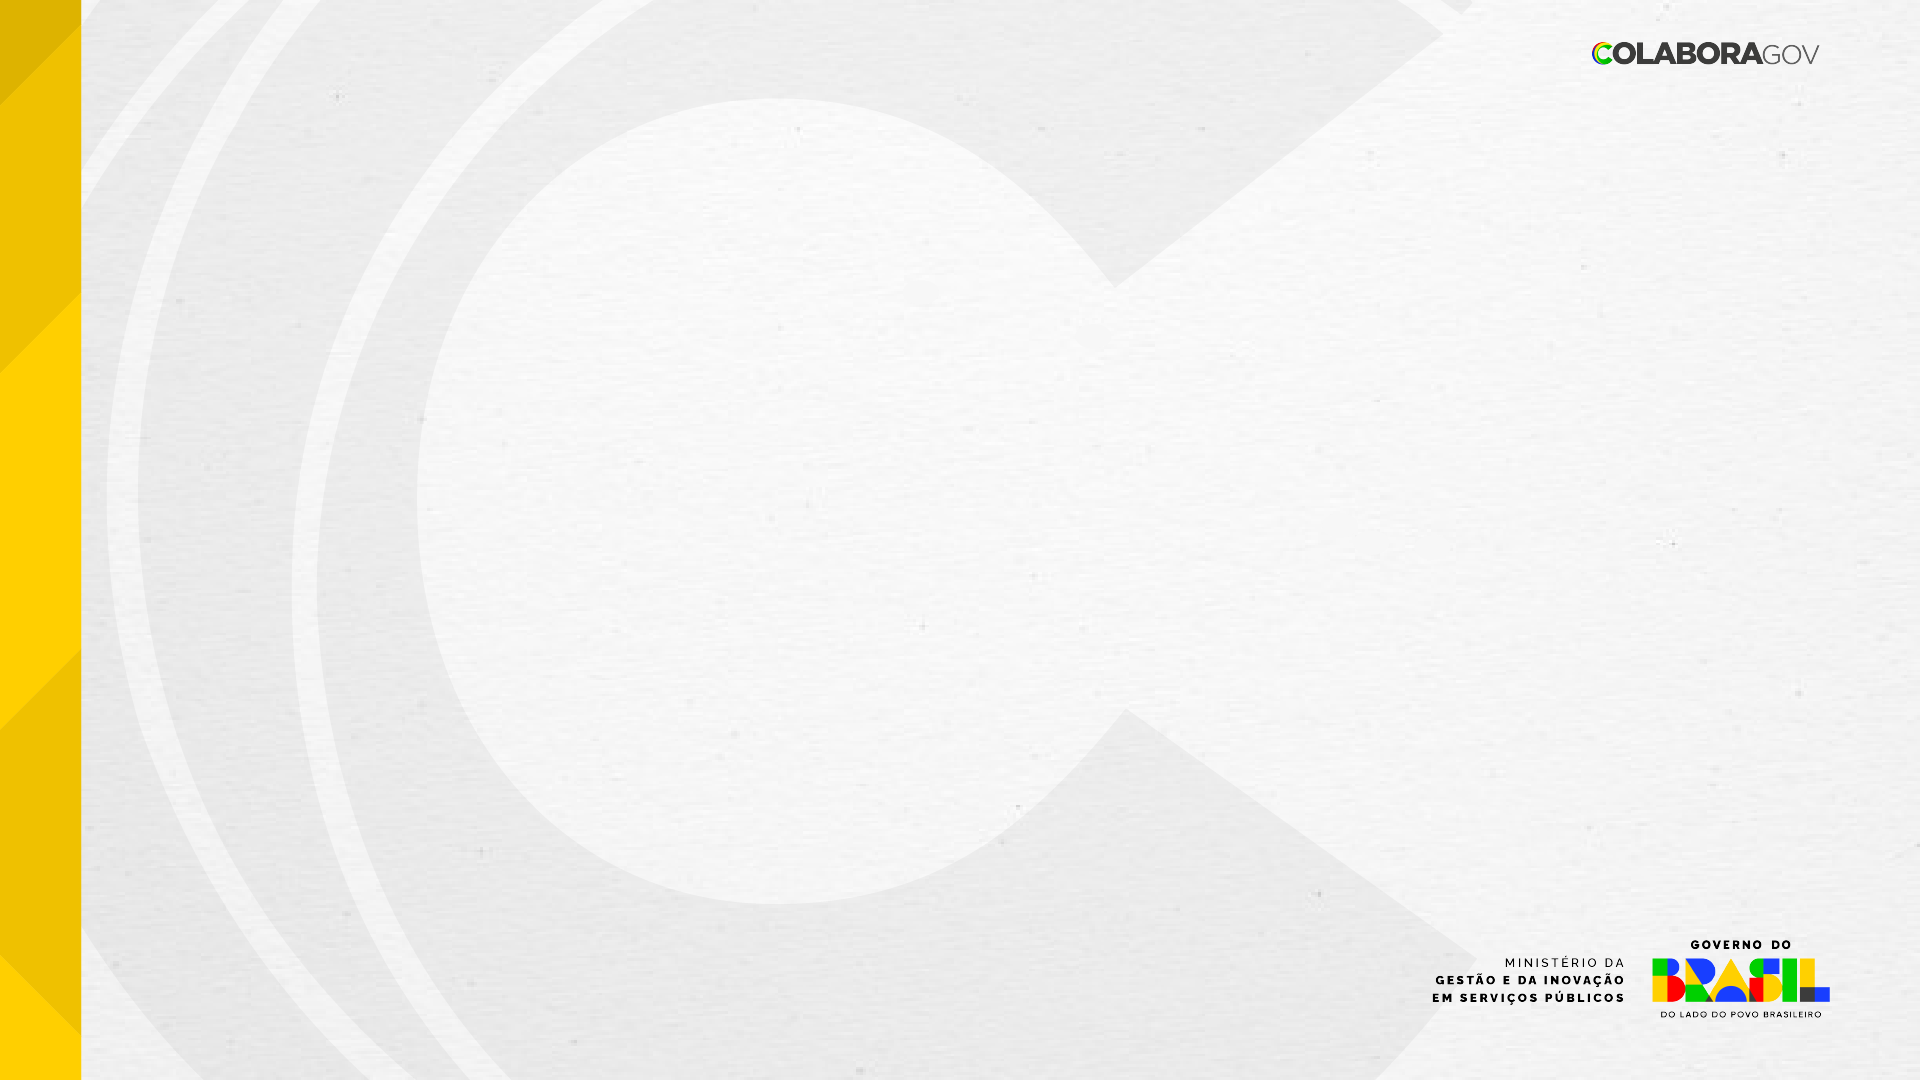 COLABORAGOV
MINISTÉRIO DA
GESTÃO E DA INOVAÇÃO
EM SERVIÇOS PÚBLICOS
GOVERNO DO
BRASIL
DO LADO DO POVO BRASILEIRO